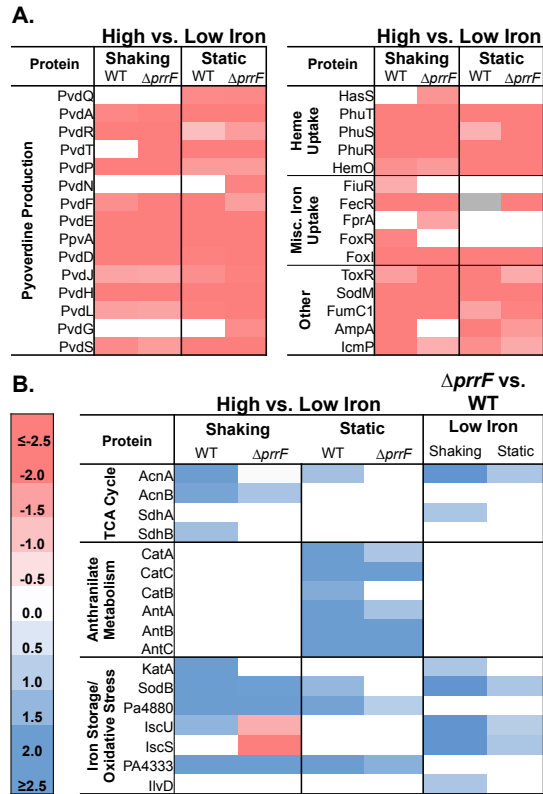 A.
High vs. Low Iron
High vs. Low Iron
Protein Shaking Static
WT ΔprrF WT ΔprrF
Protein Shaking Static
WT ΔprrF WT ΔprrF
Pyoverdine Production
PvdQ
PvdA
PvdR
PvdT
PvdP
PvdN
PvdF
PvdE
PpvA
PvdD
PvdJ
PvdH
PvdL
PvdG
PvdS
Heme Uptake
HasS
PhuT
PhuS
PhuR
HemO
Misc. Iron Uptake
FiuR
FecR
FprA
FoxR
FoxI
Other
ToxR
SodM
FumC1
AmpA
IcmP
B.
≤-2.5
-2.0
-1.5
-1.0
-0.5
0.0
0.5
1.0
1.5
2.0
≥2.5
High vs. Low Iron
ΔprrF vs.
WT
Protein Shaking Static Low Iron
WT ΔprrF WT ΔprrF Shaking Static
TCA Cycle
AcnA
AcnB
SdhA
SdhB
Anthranilate
Metabolism
CatA
CatC
CatB
AntA
AntB
AntC
Iron Storage/
Oxidative Stress
KatA
SodB
Pa4880
IscU
IscS
PA4333
IlvD